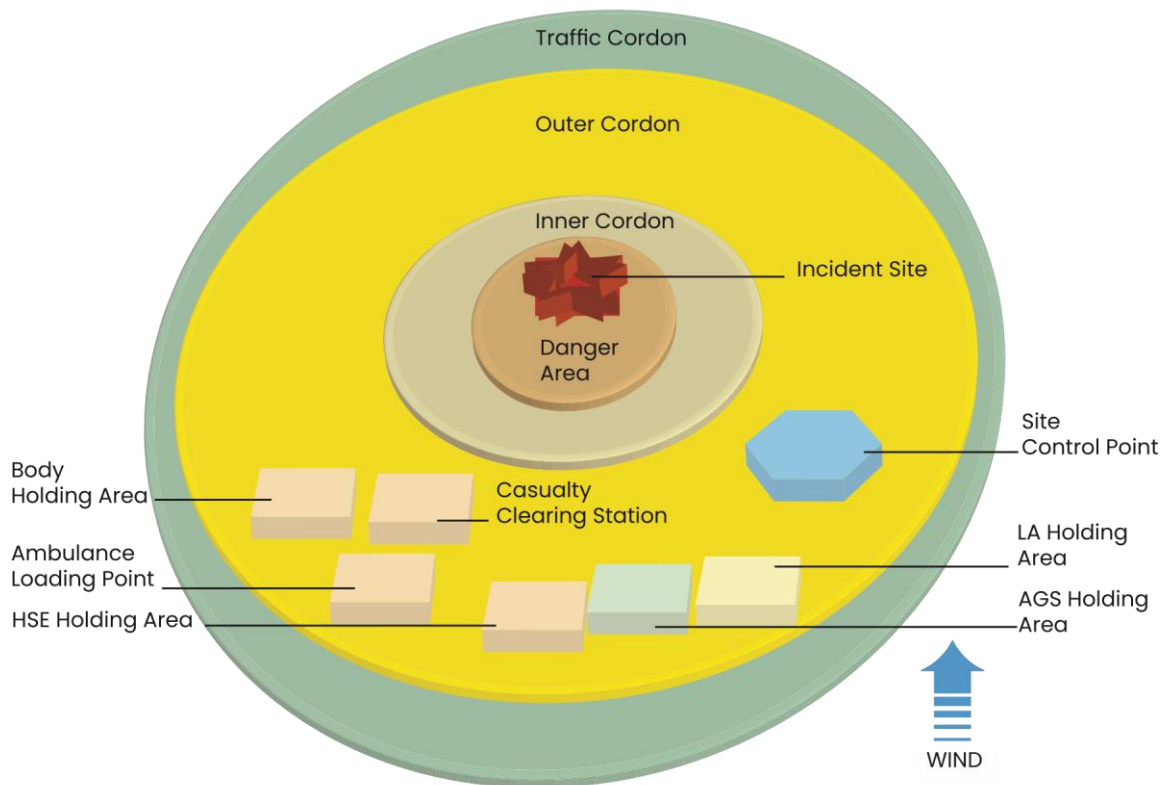 Traffic Cordon
Outer Cordon
Inner Cordon
Incident Site
Danger
Area
Site
Control Point
Body
Holding Area
Casualty
Clearing Station
Ambulance
Loading Point
LA Holding
Area
HSE Holding Area
AGS Holding
Area
WIND